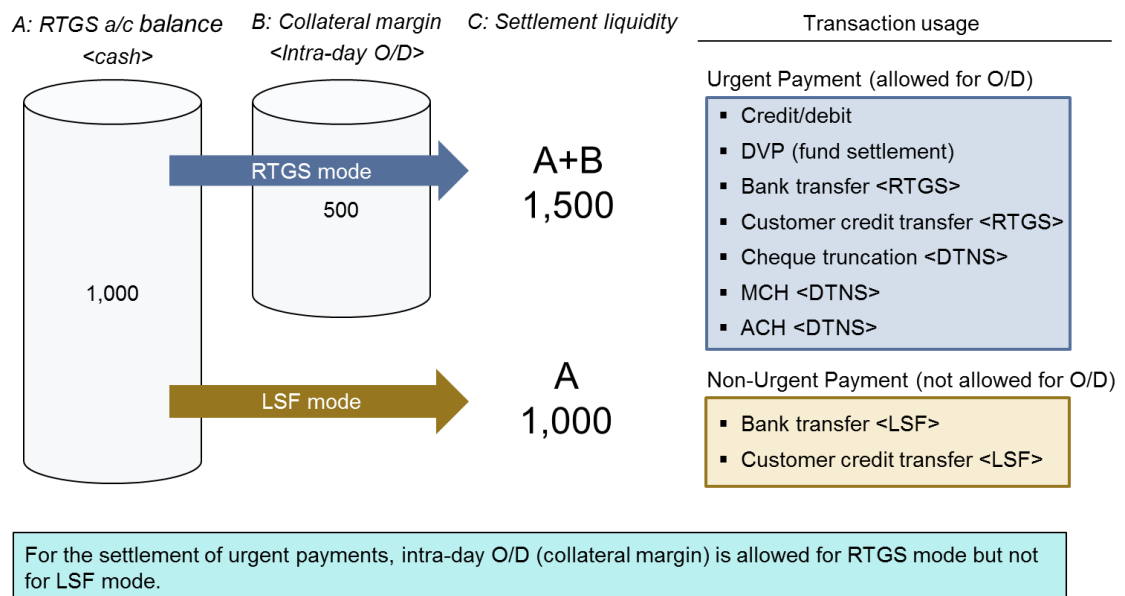 A: RTGS a/c balance
<cash>
B: Collateral margin
<Intra-day O/D>
C: Settlement liquidity
Transaction usage
1,000
500
RTGS mode
A+B
1,500
LSF mode
A
1,000
Urgent Payment (allowed for O/D)
▪ Credit/debit
▪ DVP (fund settlement)
▪ Bank transfer <RTGS>
▪ Customer credit transfer <RTGS>
▪ Cheque truncation <DTNS>
▪ MCH <DTNS>
▪ ACH <DTNS>
Non-Urgent Payment (not allowed for O/D)
▪ Bank transfer <LSF>
▪ Customer credit transfer <LSF>
For the settlement of urgent payments, intra-day O/D (collateral margin) is allowed for RTGS mode but not
for LSF mode.